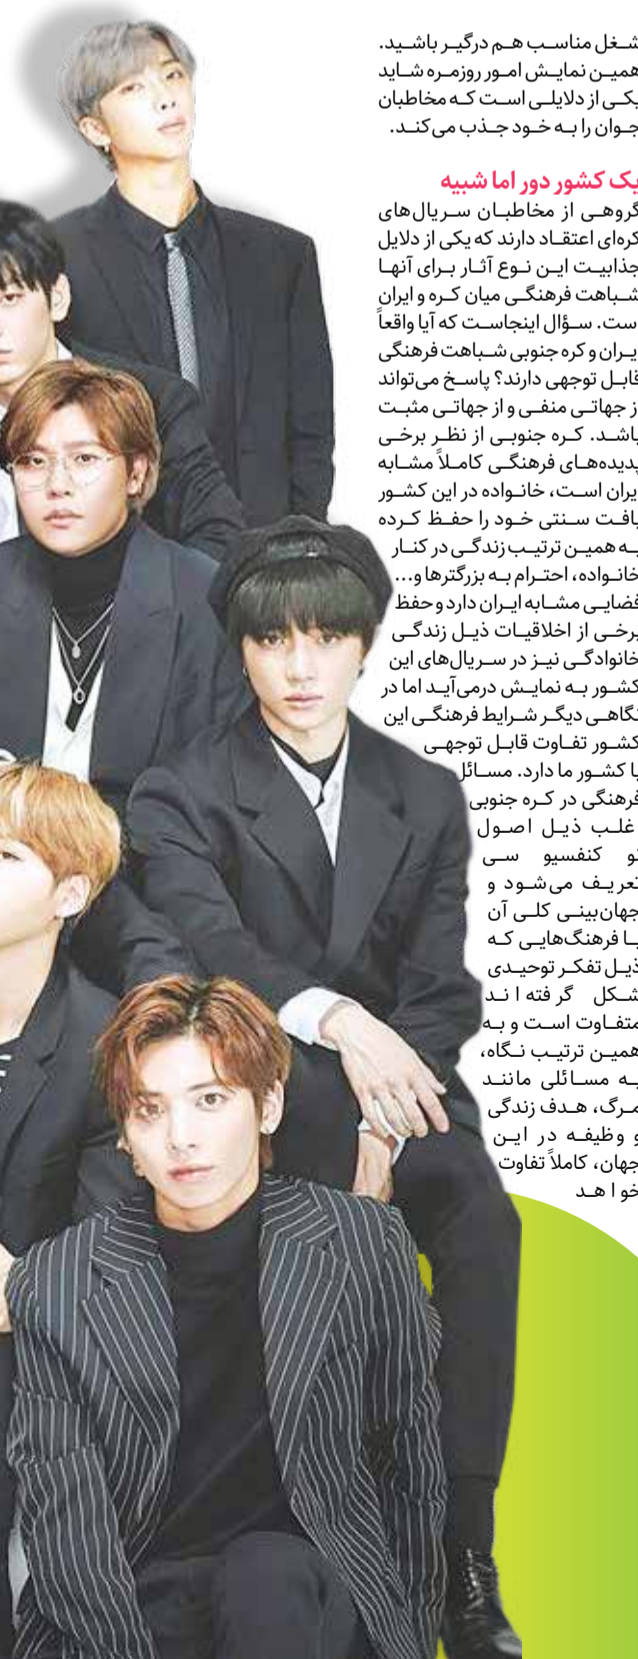 شغل مناسب هم درگیر باشید.
همین نمایش امور روزمره شاید
یکی از دلایلی است که مخاطبان
جوان را به خود جذب می‌کند.
یک کشور دور اما شبیه
گروهی از مخاطبان سریال‌های
کره‌ای اعتقاد دارند که یکی از دلایل
جذابیت این نوع آثار برای آنها
شباهت فرهنگی میان کره و ایران
است. سؤال اینجاست که آیا واقعاً
ایران و کره جنوبی شباهت فرهنگی
قابل توجهی دارند؟ پاسخ می‌تواند
از جهاتی منفی و از جهاتی مثبت
باشد. کره جنوبی از نظر برخی
پدیده‌های فرهنگی کاملاً مشابه
ایران است، خانواده در این کشور
بافت سنتی خود را حفظ کرده
به همین ترتیب زندگی در کنار
خانواده، احترام به بزرگترها و...
فضایی مشابه ایران دارد و حفظ
برخی از اخلاقیات ذیل زندگی
خانوادگی نیز در سریال‌های این
کشور به نمایش درمی‌آید اما در
نگاهی دیگر شرایط فرهنگی این
کشور تفاوت قابل توجهی
با کشور ما دارد. مسائل
فرهنگی در کره جنوبی
اغلب ذیل اصول
نو کنفسیو سی
تعریف می‌شود و
جهان‌بینی کلی آن
با فرهنگ‌هایی که
ذیل تفکر توحیدی
شکل گر فته ا ند
متفاوت است و به
همین ترتیب نگاه،
به مسائلی مانند
مرگ، هدف زندگی
و وظیفه در این
جهان، کاملاً تفاوت
خو ا هد